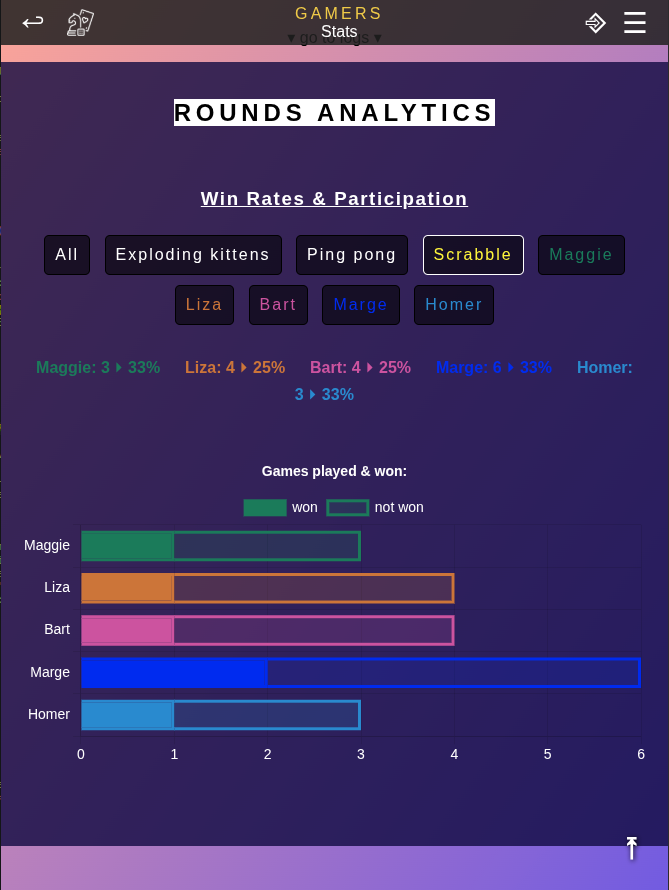 GAMERS
Stats
▾ go to logs ▾
ROUNDS ANALYTICS
Win Rates & Participation
All Exploding kittens Ping pong Scrabble Maggie
Liza Bart Marge Homer
Maggie: 3 ‣ 33% Liza: 4 ‣ 25% Bart: 4 ‣ 25% Marge: 6 ‣ 33% Homer:
3 ‣ 33%
Games played & won:
won not won
Maggie
Liza
Bart
Marge
Homer
0 1 2 3 4 5 6